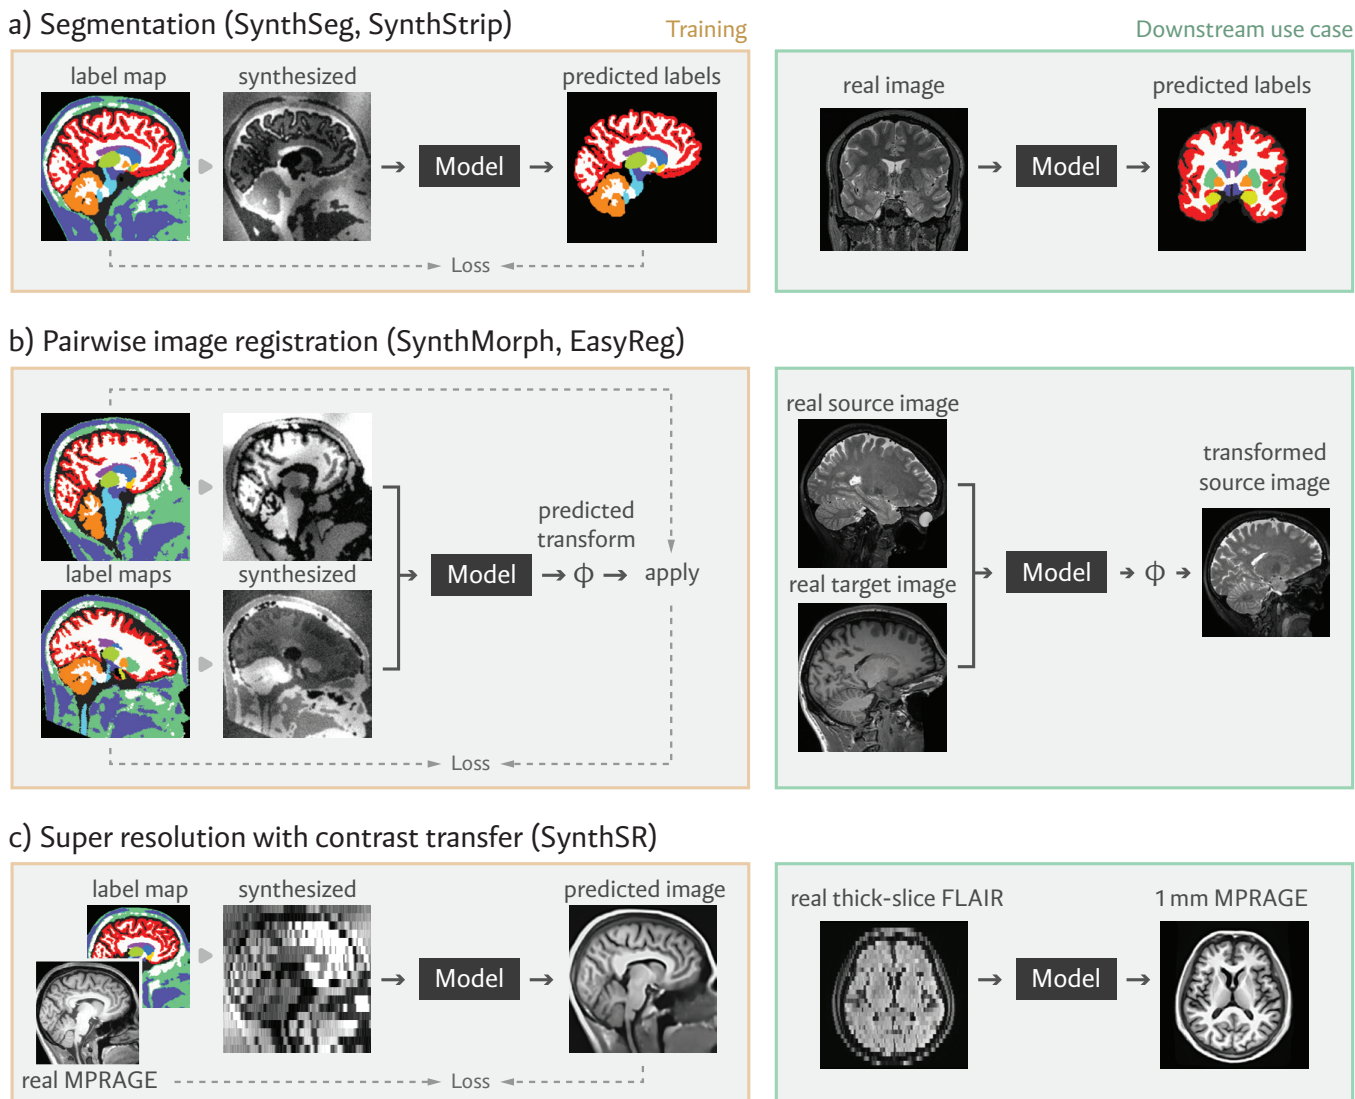 a) Segmentation (SynthSeg, SynthStrip)
Training
Downstream use case
label map
synthesized
predicted labels
Model
Loss
real image
Model
predicted labels
b) Pairwise image registration (SynthMorph, EasyReg)
label maps
synthesized
Model
predicted
transform
ϕ
apply
Loss
real source image
real target image
Model
ϕ
transformed
source image
c) Super resolution with contrast transfer (SynthSR)
label map
synthesized
predicted image
Model
real MPRAGE
Loss
real thick-slice FLAIR
Model
1 mm MPRAGE